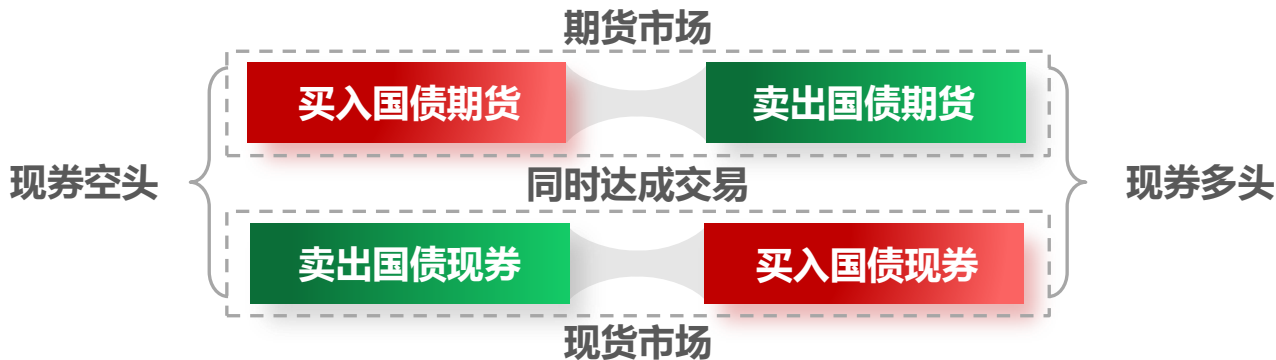 期货市场
买入国债期货
卖出国债期货
现券空头
同时达成交易
现券多头
卖出国债现券
买入国债现券
现货市场